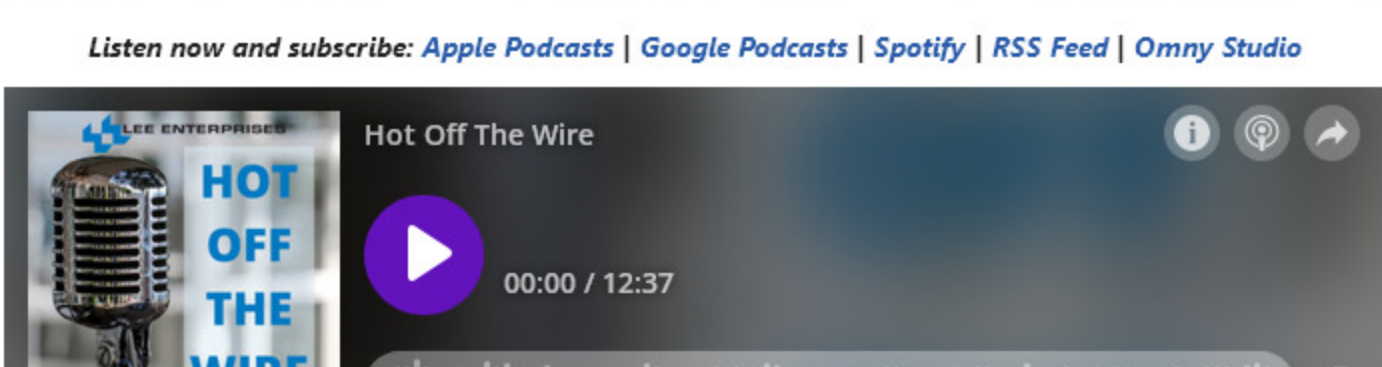 Listen now and subscribe: Apple Podcasts | Google Podcasts | Spotify | RSS Feed | Omny Studio
LEE ENTERPRISES
Hot Off The Wire
HOT
OFF
THE
WIRE
00:00 / 12:37